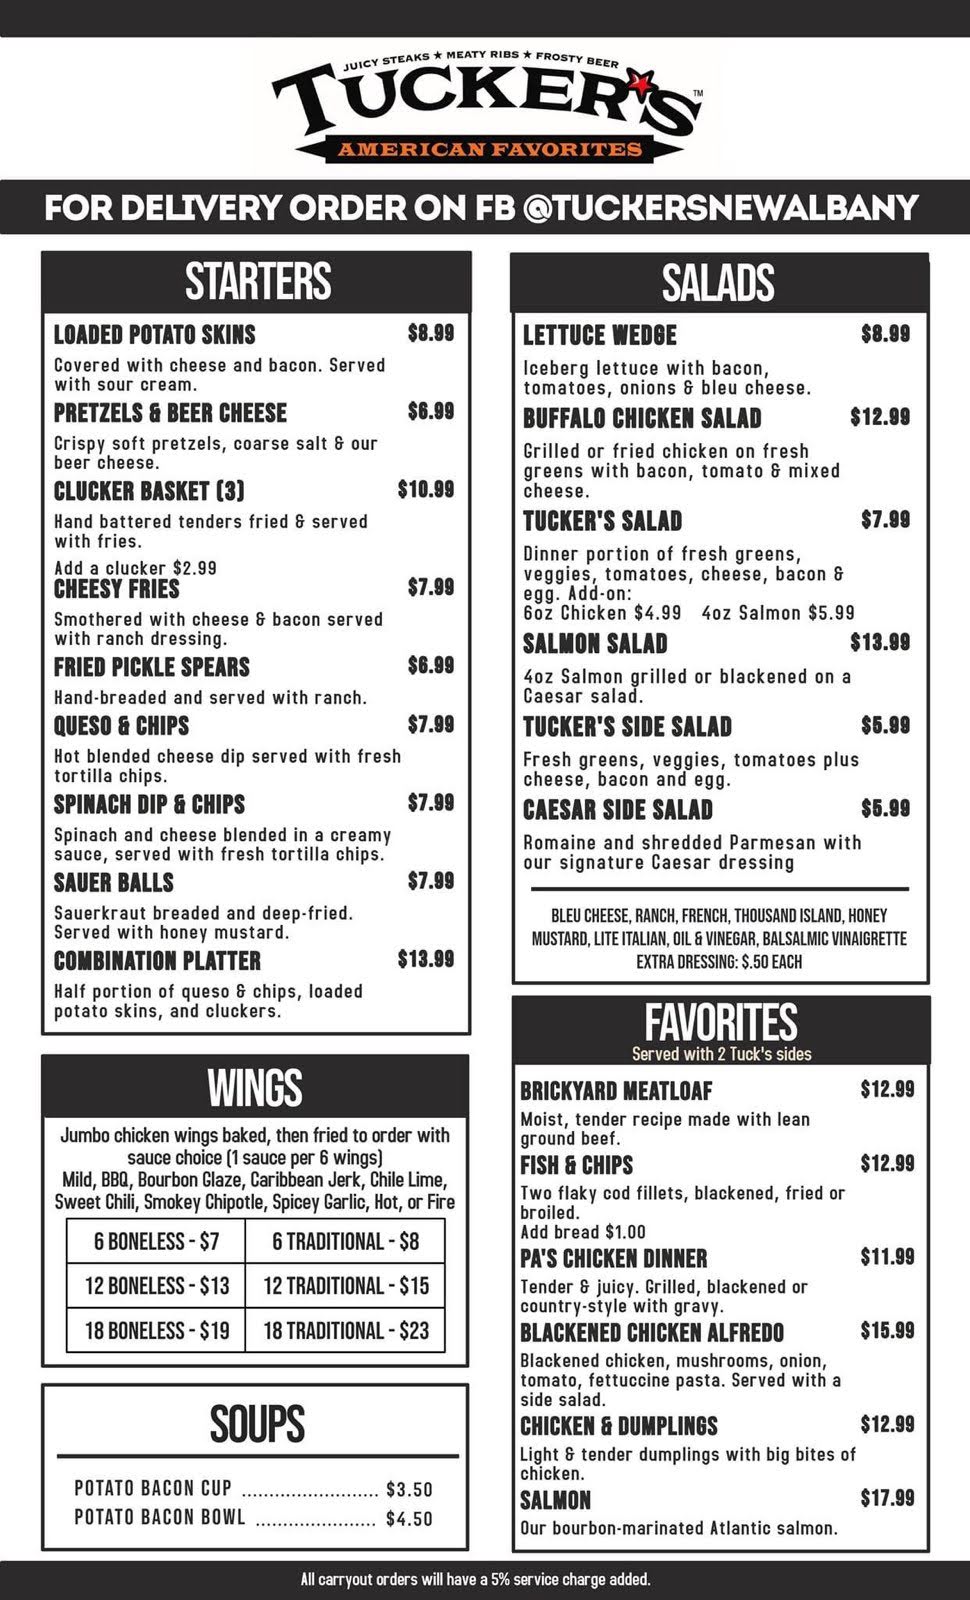 JUICY STEAKS ★ MEATY RIBS ★ FROSTY BEER
TUCKER'S™
AMERICAN FAVORITES
FOR DELIVERY ORDER ON FB @TUCKERSNEWALBANY
STARTERS
LOADED POTATO SKINS $8.99
Covered with cheese and bacon. Served
with sour cream.
PRETZELS & BEER CHEESE $6.99
Crispy soft pretzels, coarse salt & our
beer cheese.
CLUCKER BASKET (3) $10.99
Hand battered tenders fried & served
with fries.
Add a clucker $2.99
CHEESY FRIES $7.99
Smothered with cheese & bacon served
with ranch dressing.
FRIED PICKLE SPEARS $6.99
Hand-breaded and served with ranch.
QUESO & CHIPS $7.99
Hot blended cheese dip served with fresh
tortilla chips.
SPINACH DIP & CHIPS $7.99
Spinach and cheese blended in a creamy
sauce, served with fresh tortilla chips.
SAUER BALLS $7.99
Sauerkraut breaded and deep-fried.
Served with honey mustard.
COMBINATION PLATTER $13.99
Half portion of queso & chips, loaded
potato skins, and cluckers.
WINGS
Jumbo chicken wings baked, then fried to order with
sauce choice (1 sauce per 6 wings)
Mild, BBQ, Bourbon Glaze, Caribbean Jerk, Chile Lime,
Sweet Chili, Smokey Chipotle, Spicey Garlic, Hot, or Fire
6 BONELESS - $7 6 TRADITIONAL - $8
12 BONELESS - $13 12 TRADITIONAL - $15
18 BONELESS - $19 18 TRADITIONAL - $23
SOUPS
POTATO BACON CUP ........................ $3.50
POTATO BACON BOWL ..................... $4.50
SALADS
LETTUCE WEDGE $8.99
Iceberg lettuce with bacon,
tomatoes, onions & bleu cheese.
BUFFALO CHICKEN SALAD $12.99
Grilled or fried chicken on fresh
greens with bacon, tomato & mixed
cheese.
TUCKER'S SALAD $7.99
Dinner portion of fresh greens,
veggies, tomatoes, cheese, bacon &
egg. Add-on:
6oz Chicken $4.99 4oz Salmon $5.99
SALMON SALAD $13.99
4oz Salmon grilled or blackened on a
Caesar salad.
TUCKER'S SIDE SALAD $5.99
Fresh greens, veggies, tomatoes plus
cheese, bacon and egg.
CAESAR SIDE SALAD $5.99
Romaine and shredded Parmesan with
our signature Caesar dressing
BLEU CHEESE, RANCH, FRENCH, THOUSAND ISLAND, HONEY
MUSTARD, LITE ITALIAN, OIL & VINEGAR, BALSALMIC VINAIGRETTE
EXTRA DRESSING: $.50 EACH
FAVORITES
Served with 2 Tuck's sides
BRICKYARD MEATLOAF $12.99
Moist, tender recipe made with lean
ground beef.
FISH & CHIPS $12.99
Two flaky cod fillets, blackened, fried or
broiled.
Add bread $1.00
PA'S CHICKEN DINNER $11.99
Tender & juicy. Grilled, blackened or
country-style with gravy.
BLACKENED CHICKEN ALFREDO $15.99
Blackened chicken, mushrooms, onion,
tomato, fettuccine pasta. Served with a
side salad.
CHICKEN & DUMPLINGS $12.99
Light & tender dumplings with big bites of
chicken.
SALMON $17.99
Our bourbon-marinated Atlantic salmon.
All carryout orders will have a 5% service charge added.